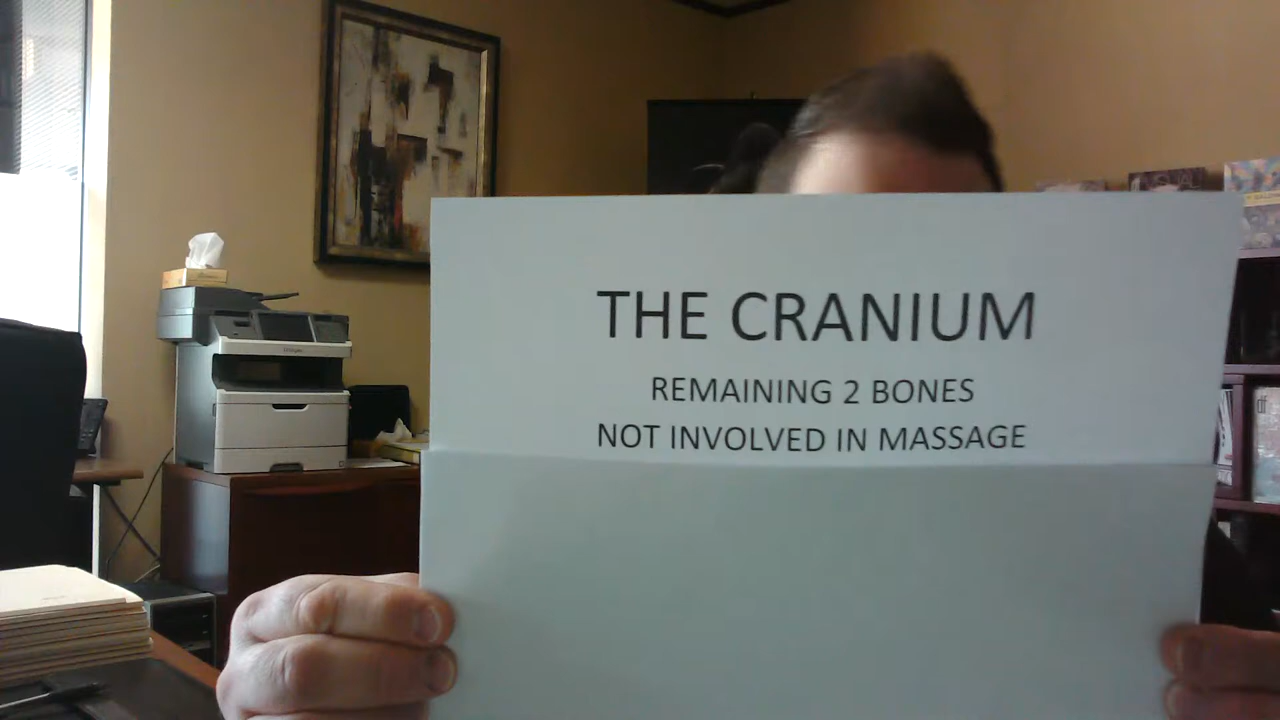 THE CRANIUM
REMAINING 2 BONES
NOT INVOLVED IN MASSAGE